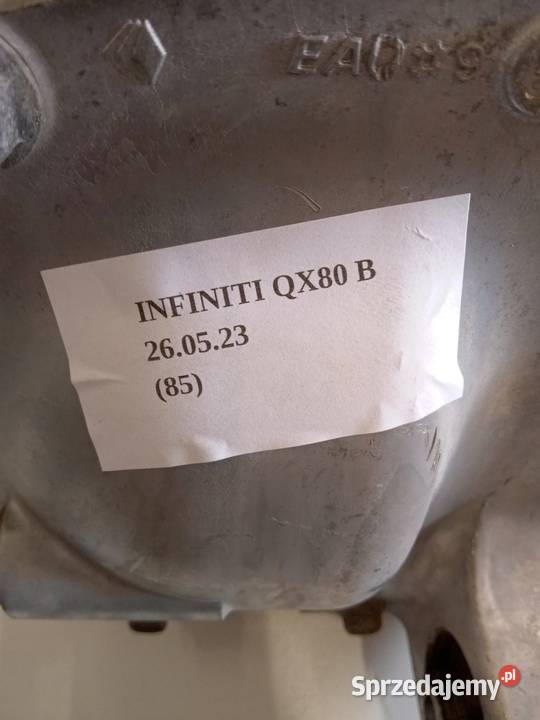 INFINITI QX80 B
26.05.23
(85)
Sprzedajemy.pl